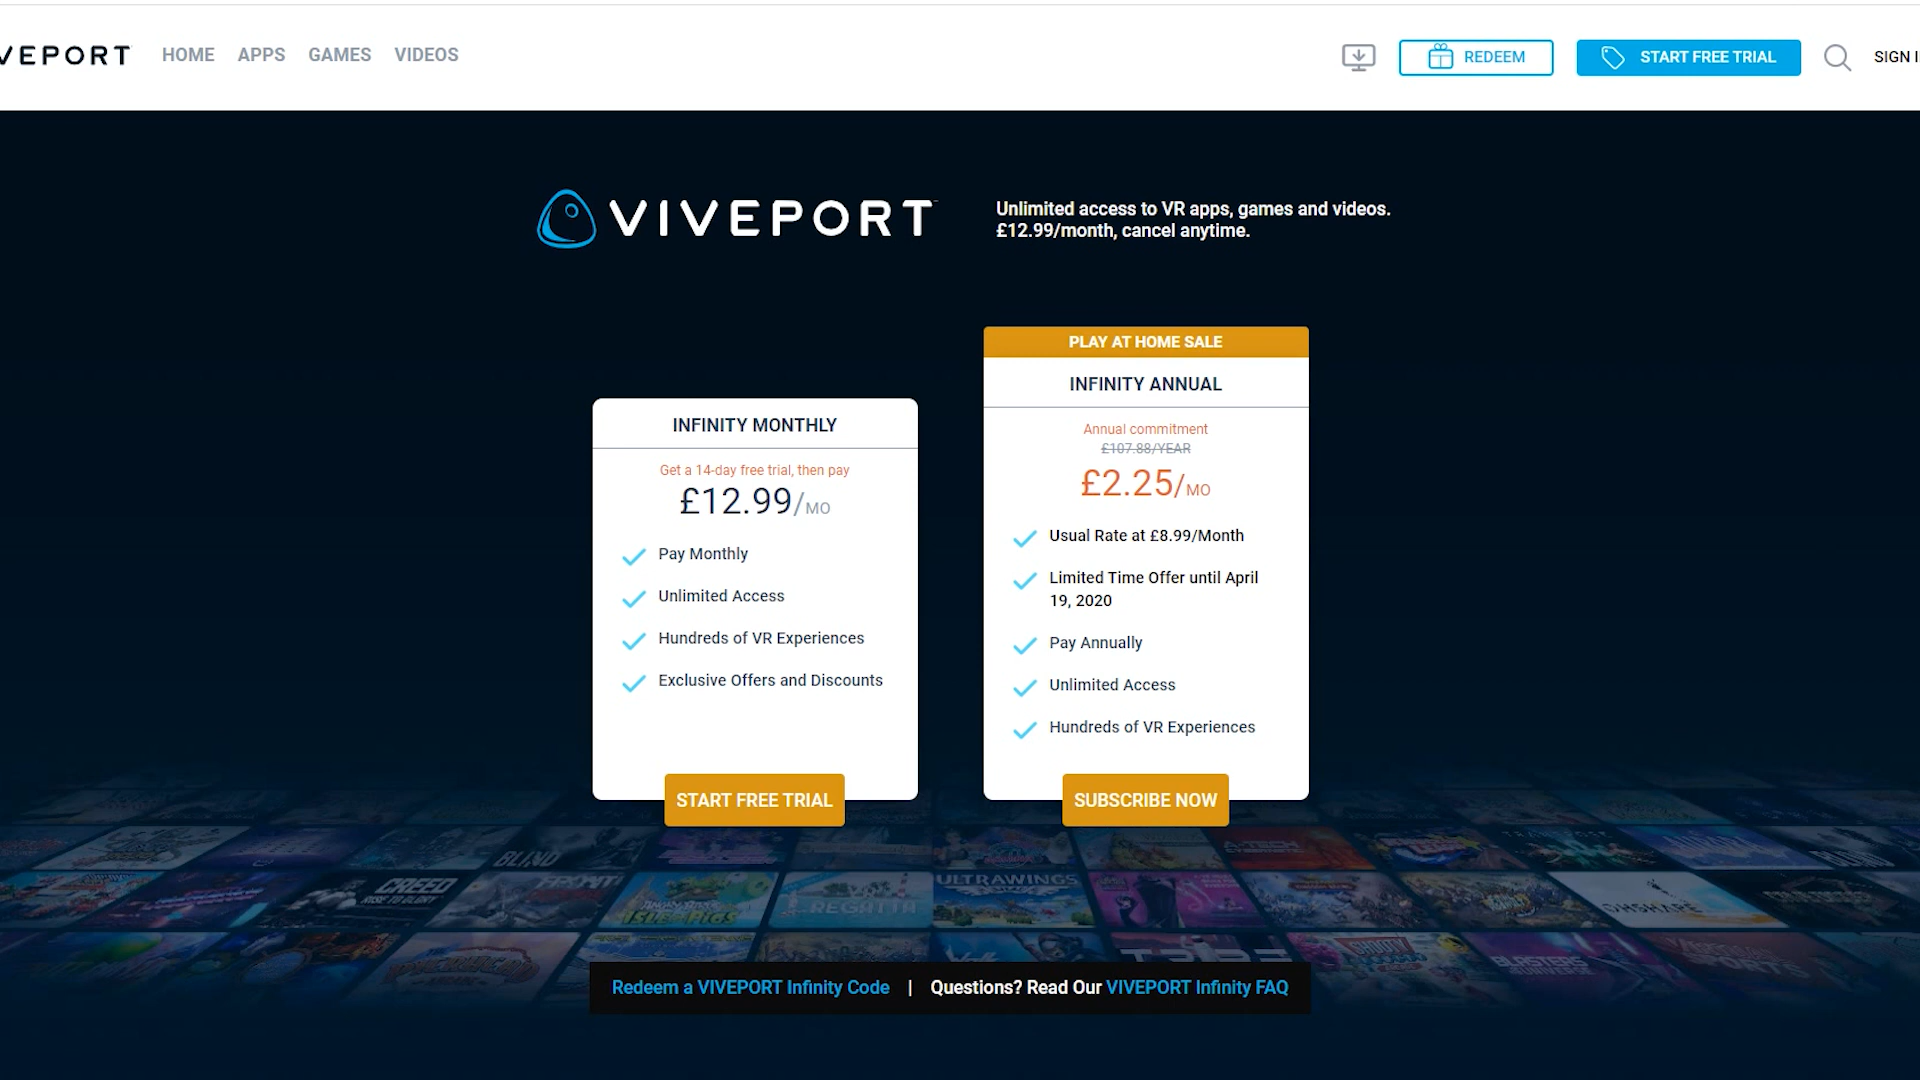 VEPORT HOME APPS GAMES VIDEOS REDEEM START FREE TRIAL SIGN
VIVEPORT
Unlimited access to VR apps, games and videos.
£12.99/month, cancel anytime.
INFINITY MONTHLY
Get a 14-day free trial, then pay
£12.99/MO
Pay Monthly
Unlimited Access
Hundreds of VR Experiences
Exclusive Offers and Discounts
START FREE TRIAL
PLAY AT HOME SALE
INFINITY ANNUAL
Annual commitment
£107.88/YEAR
£2.25/MO
Usual Rate at £8.99/Month
Limited Time Offer until April
19, 2020
Pay Annually
Unlimited Access
Hundreds of VR Experiences
SUBSCRIBE NOW
BLIND
A-TECH
CREED
RISE TO GLORY
FRONT
ISLE PIGS
REGATTA
ULTRAWINGS
TRIBE
Redeem a VIVEPORT Infinity Code | Questions? Read Our VIVEPORT Infinity FAQ